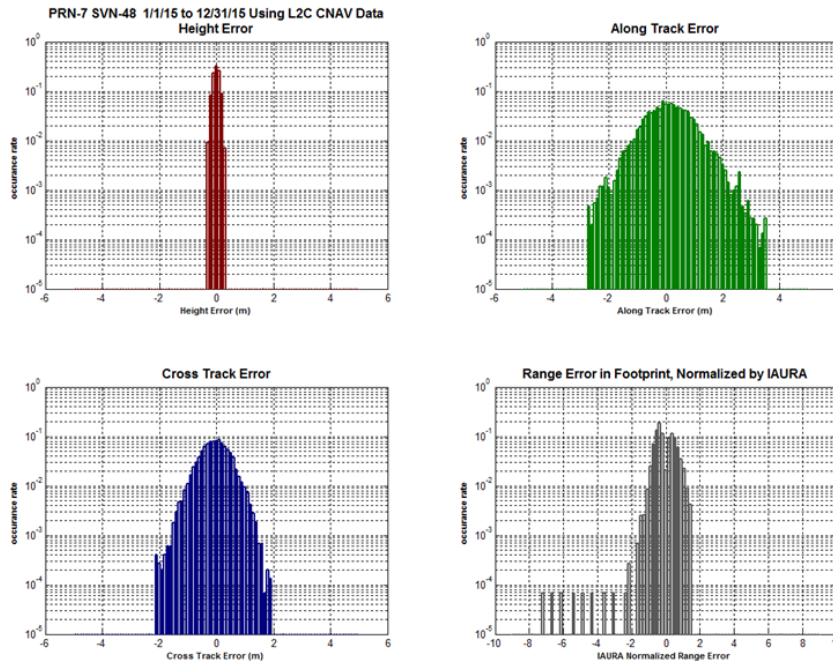 PRN-7 SVN-48 1/1/15 to 12/31/15 Using L2C CNAV Data
Height Error
10^0
10^-1
10^-2
10^-3
10^-4
10^-5
occurance rate
-6 -4 -2 0 2 4 6
Height Error (m)
Along Track Error
10^0
10^-1
10^-2
10^-3
10^-4
10^-5
occurance rate
-6 -4 -2 0 2 4 6
Along Track Error (m)
Cross Track Error
10^0
10^-1
10^-2
10^-3
10^-4
10^-5
occurance rate
-6 -4 -2 0 2 4 6
Cross Track Error (m)
Range Error in Footprint, Normalized by IAURA
10^0
10^-1
10^-2
10^-3
10^-4
10^-5
occurance rate
-10 -8 -6 -4 -2 0 2 4 6 8
IAURA Normalized Range Error